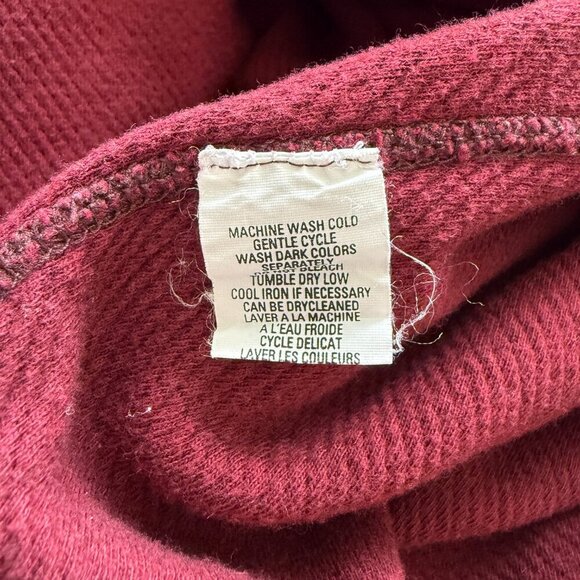 MACHINE WASH COLD
GENTLE CYCLE
WASH DARK COLORS
SEPARATELY
BLEACH
TUMBLE DRY LOW
COOL IRON IF NECESSARY
CAN BE DRYCLEANED
LAVER A LA MACHINE
A L'EAU FROIDE
CYCLE DELICAT
LAVER LES COULEURS